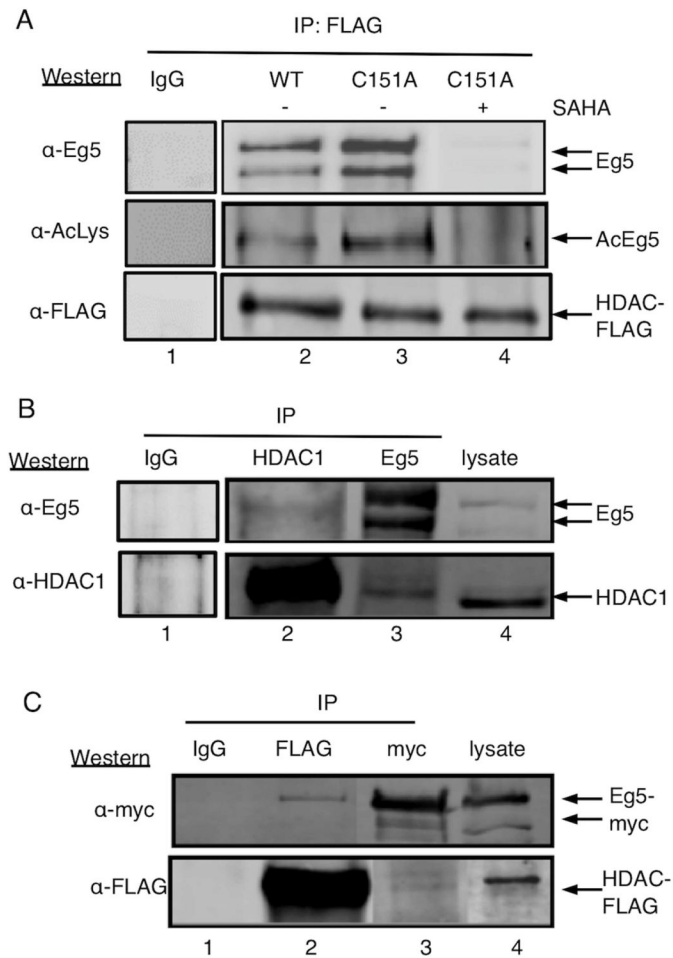 A
IP: FLAG
Western IgG WT C151A C151A
- - + SAHA
α-Eg5 Eg5
α-AcLys AcEg5
α-FLAG HDAC-
FLAG
1 2 3 4
B
IP
Western IgG HDAC1 Eg5 lysate
α-Eg5 Eg5
α-HDAC1 HDAC1
1 2 3 4
C
IP
Western IgG FLAG myc lysate
α-myc Eg5-
myc
α-FLAG HDAC-
FLAG
1 2 3 4